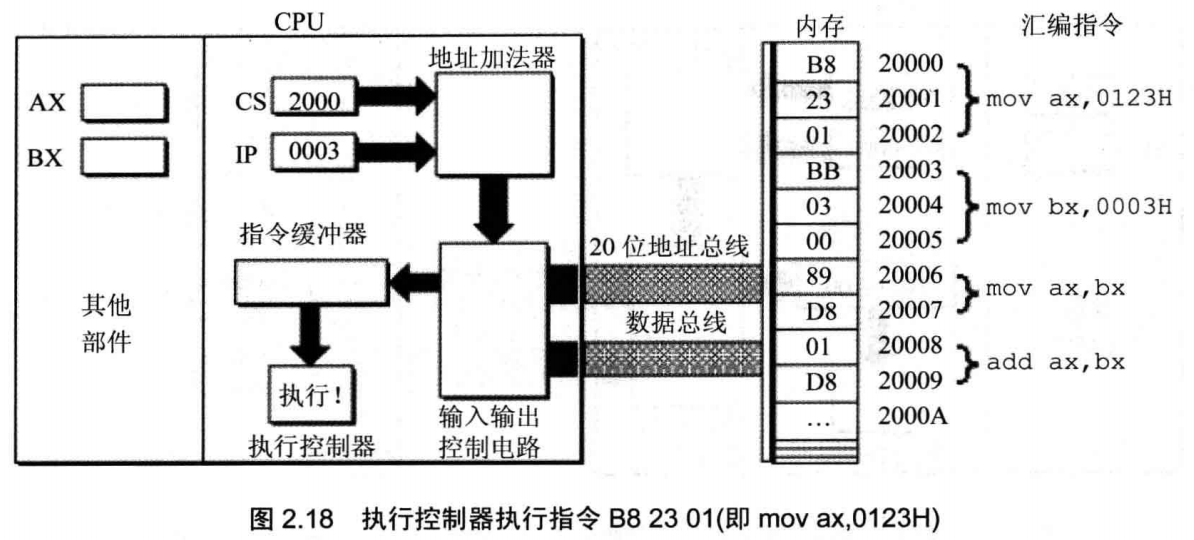 CPU
内存
汇编指令
地址加法器
AX
CS 2000
BX
IP 0003
指令缓冲器
其他
部件
执行！
执行控制器
输入输出
控制电路
20 位地址总线
数据总线
B8 20000
23 20001
01 20002
mov ax,0123H
BB 20003
03 20004
00 20005
mov bx,0003H
89 20006
D8 20007
mov ax,bx
01 20008
D8 20009
add ax,bx
… 2000A
图 2.18 执行控制器执行指令 B8 23 01(即 mov ax,0123H)